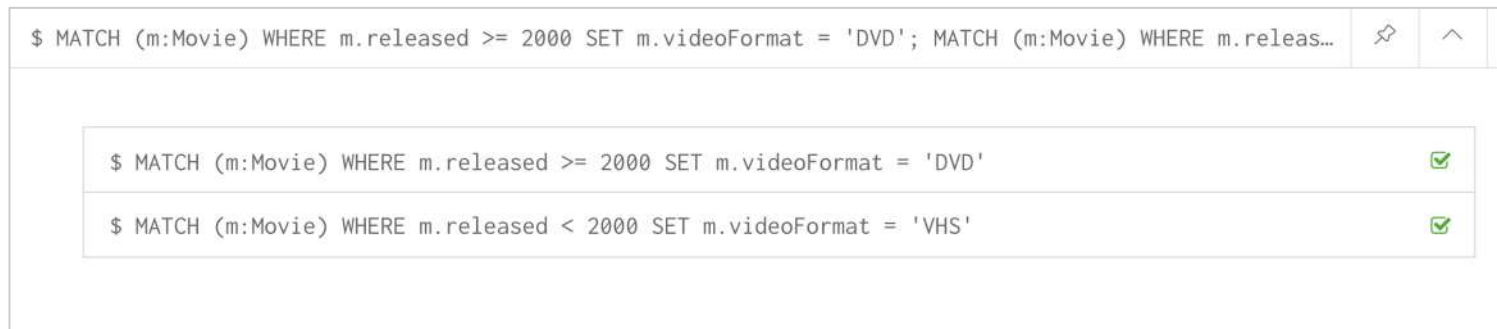 $ MATCH (m:Movie) WHERE m.released >= 2000 SET m.videoFormat = 'DVD'; MATCH (m:Movie) WHERE m.releas…
$ MATCH (m:Movie) WHERE m.released >= 2000 SET m.videoFormat = 'DVD'
$ MATCH (m:Movie) WHERE m.released < 2000 SET m.videoFormat = 'VHS'